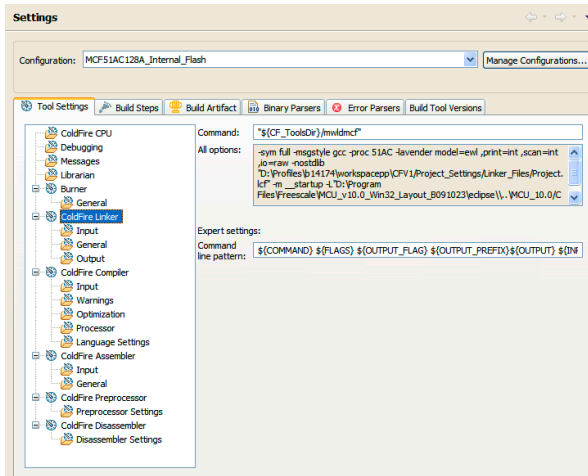 Settings
Configuration: MCF51AC128A_Internal_Flash Manage Configurations...
Tool Settings Build Steps Build Artifact Binary Parsers Error Parsers Build Tool Versions
ColdFire CPU
Debugging
Messages
Librarian
Burner
General
ColdFire Linker
Input
General
Output
ColdFire Compiler
Input
Warnings
Optimization
Processor
Language Settings
ColdFire Assembler
Input
General
ColdFire Preprocessor
Preprocessor Settings
ColdFire Disassembler
Disassembler Settings
Command: "${CF_ToolsDir}/mwldmcf"
All options: -sym full -msgstyle gcc -proc 51AC -lavender model=ewl ,print=int ,scan=int
,io=raw -nostdlib
"D:\Profiles\b14174\workspacepp\CFV1/Project_Settings/Linker_Files/Project.
lcf" -m __startup -L"D:\Program
Files\Freescale\MCU_v10.0_Win32_Layout_B091023\eclipse\\..\MCU_10.0/C
Expert settings:
Command
line pattern: ${COMMAND} ${FLAGS} ${OUTPUT_FLAG} ${OUTPUT_PREFIX}${OUTPUT} ${INP